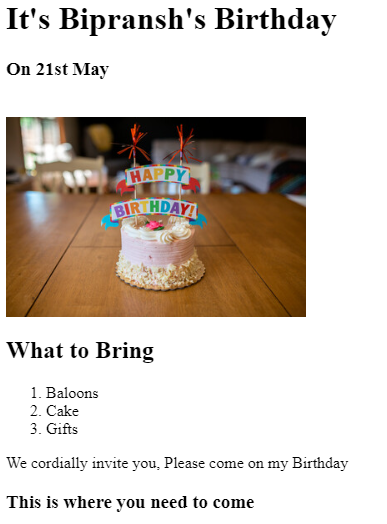 It's Bipransh's Birthday
On 21st May
HAPPY
BIRTHDAY!
What to Bring
1. Baloons
2. Cake
3. Gifts
We cordially invite you, Please come on my Birthday
This is where you need to come